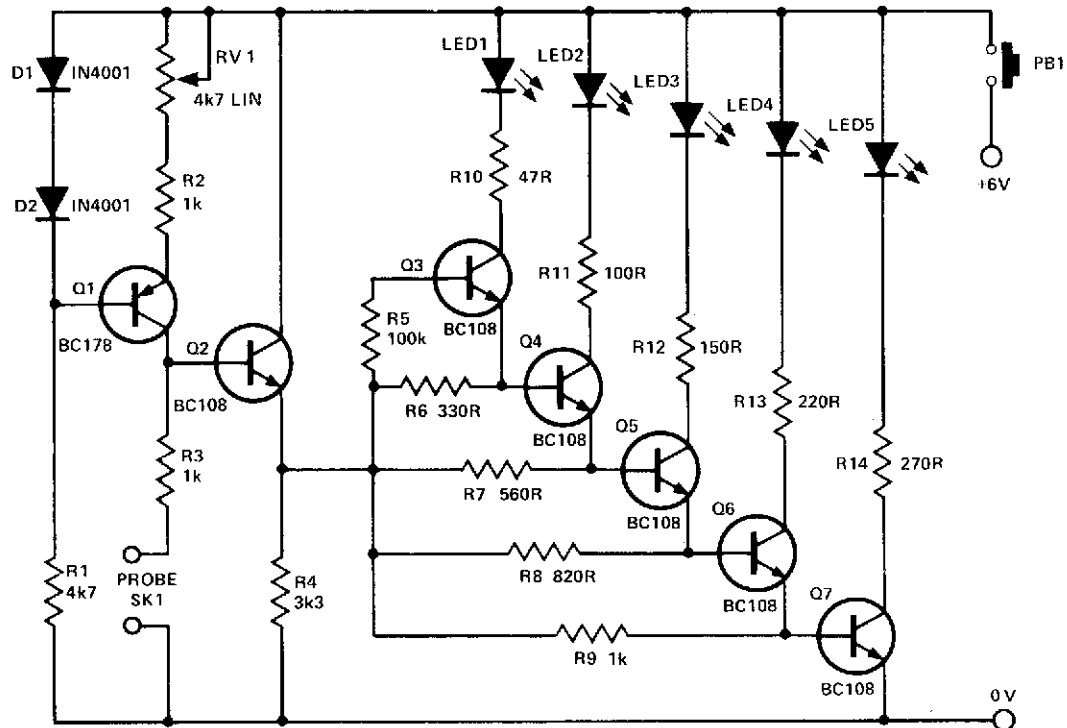 D1
IN4001
RV 1
4k7 LIN
LED1
LED2
LED3
LED4
LED5
PB1
+6V
D2
IN4001
R2
1k
R10
47R
Q1
BC178
Q2
BC108
Q3
BC108
R5
100k
R11
100R
R12
150R
R13
220R
R14
270R
Q4
BC108
R6 330R
R3
1k
R7 560R
Q5
BC108
R8 820R
Q6
BC108
R1
4k7
PROBE
SK1
R4
3k3
R9 1k
Q7
BC108
0V